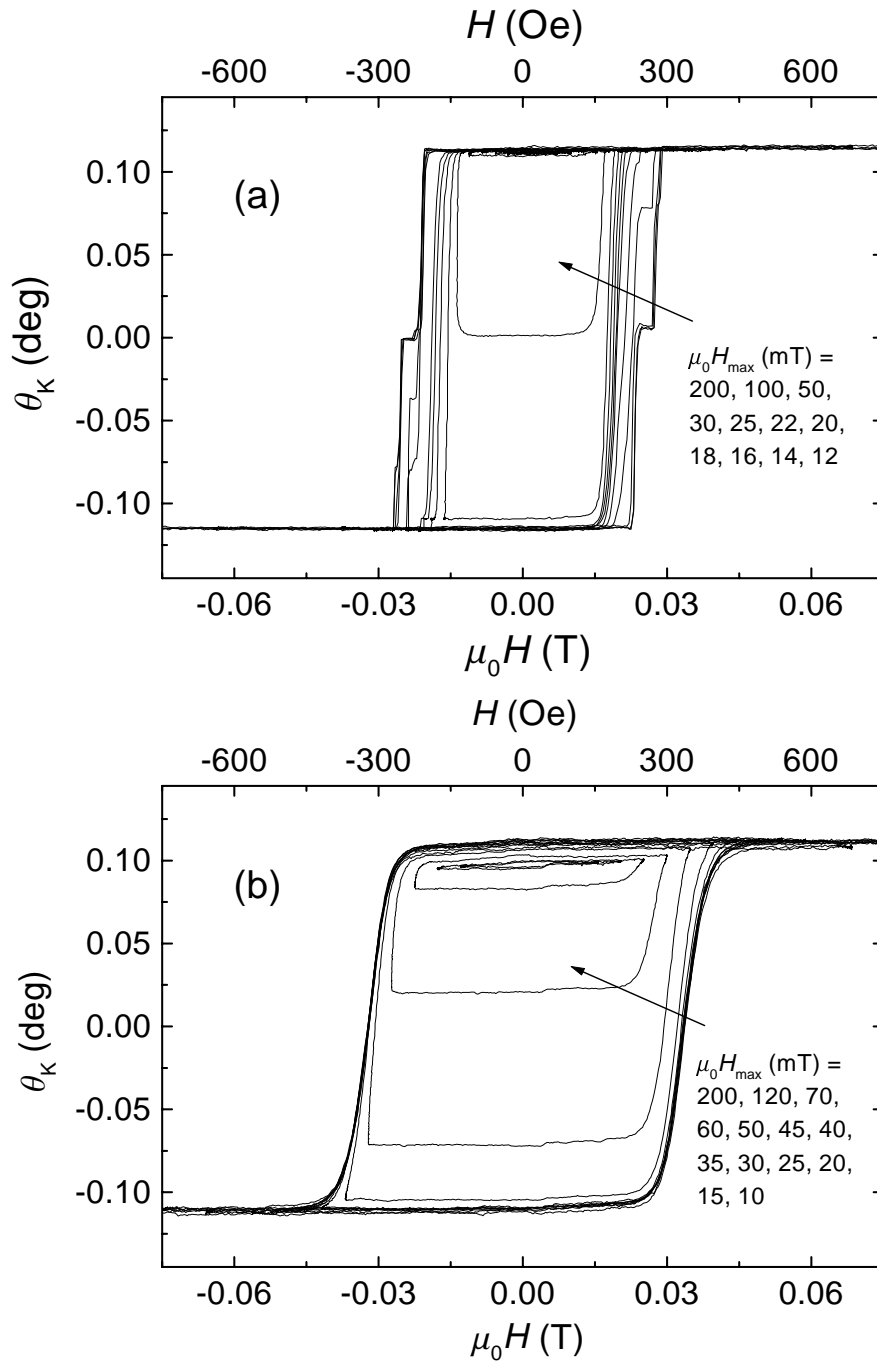 H (Oe)
-600 -300 0 300 600
(a)
0.10
0.05
0.00
-0.05
-0.10
θK (deg)
μ0Hmax (mT) =
200, 100, 50,
30, 25, 22, 20,
18, 16, 14, 12
-0.06 -0.03 0.00 0.03 0.06
μ0H (T)
H (Oe)
-600 -300 0 300 600
(b)
0.10
0.05
0.00
-0.05
-0.10
θK (deg)
μ0Hmax (mT) =
200, 120, 70,
60, 50, 45, 40,
35, 30, 25, 20,
15, 10
-0.06 -0.03 0.00 0.03 0.06
μ0H (T)